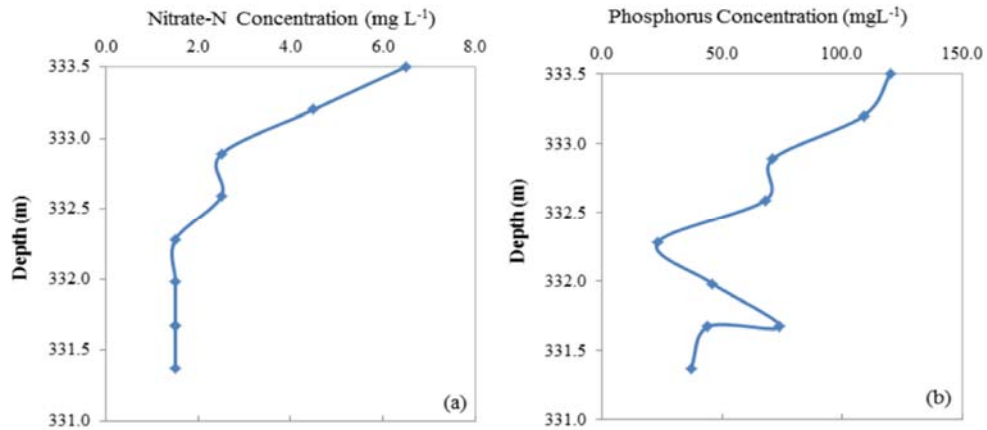 Nitrate-N Concentration (mg L-1)
0.0 2.0 4.0 6.0 8.0
333.5
333.0
332.5
332.0
331.5
331.0
Depth (m)
(a)
Phosphorus Concentration (mgL-1)
0.0 50.0 100.0 150.0
333.5
333.0
332.5
332.0
331.5
331.0
Depth (m)
(b)